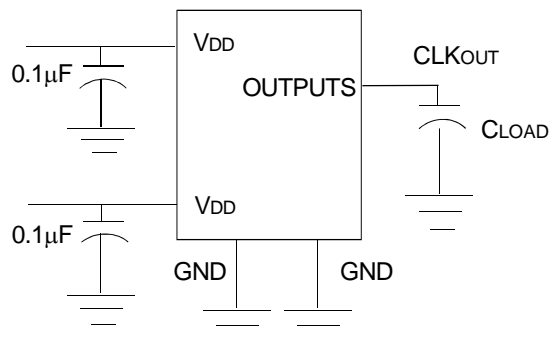 VDD
0.1μF
CLKOUT
OUTPUTS
CLOAD
VDD
0.1μF
GND
GND